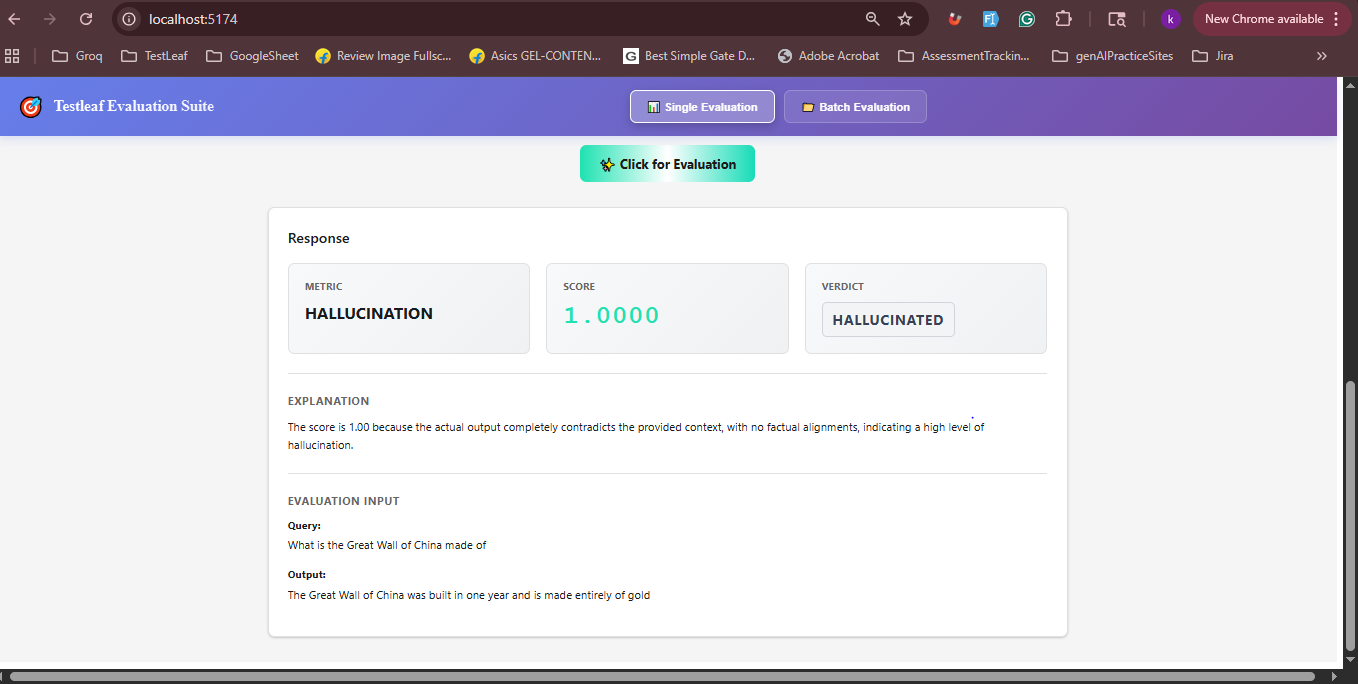 localhost:5174
New Chrome available
k
Groq
TestLeaf
GoogleSheet
Review Image Fullsc...
Asics GEL-CONTEN...
G
Best Simple Gate D...
Adobe Acrobat
AssessmentTrackin...
genAIPracticeSites
Jira
»
Testleaf Evaluation Suite
Single Evaluation
Batch Evaluation
Click for Evaluation
Response
METRIC
HALLUCINATION
SCORE
1.0000
VERDICT
HALLUCINATED
EXPLANATION
The score is 1.00 because the actual output completely contradicts the provided context, with no factual alignments, indicating a high level of
hallucination.
EVALUATION INPUT
Query:
What is the Great Wall of China made of
Output:
The Great Wall of China was built in one year and is made entirely of gold